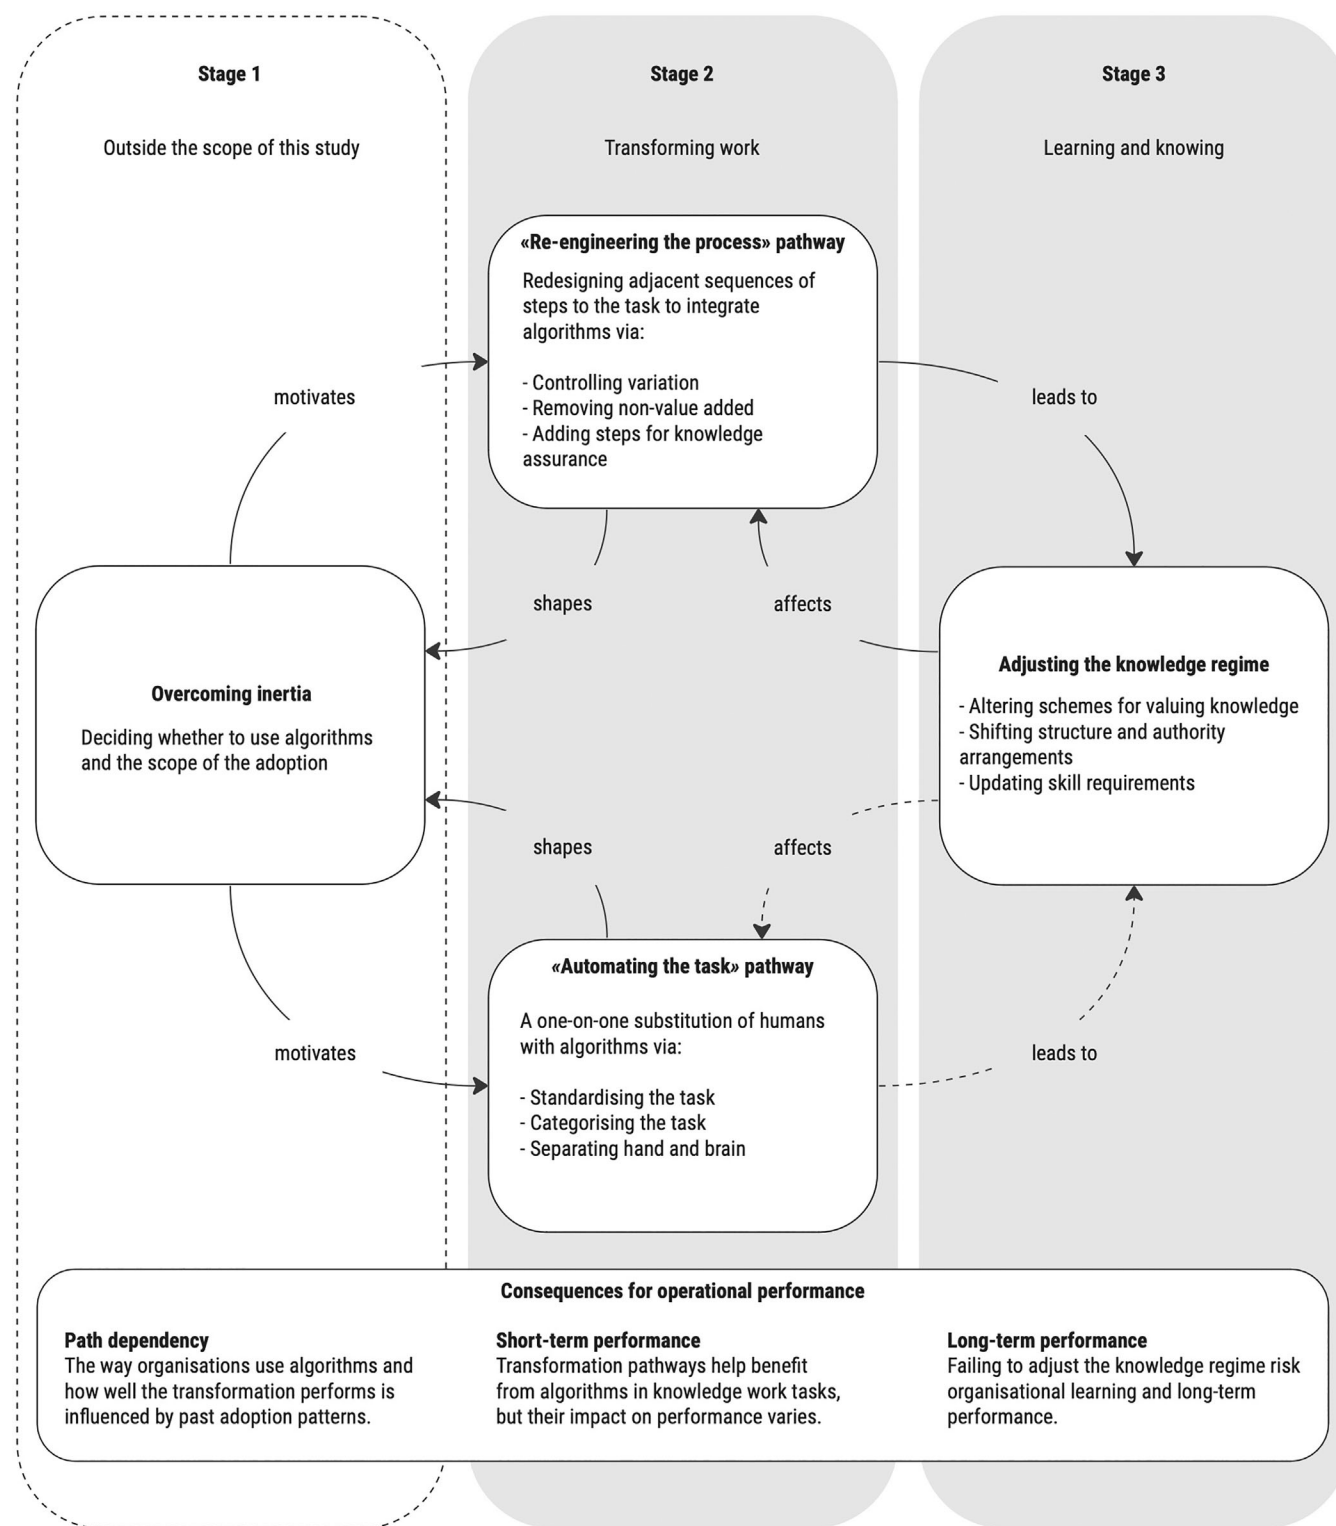 Stage 1
Stage 2
Stage 3
Outside the scope of this study
Transforming work
Learning and knowing
«Re-engineering the process» pathway
Redesigning adjacent sequences of
steps to the task to integrate
algorithms via:
- Controlling variation
- Removing non-value added
- Adding steps for knowledge
assurance
motivates
leads to
shapes
affects
Overcoming inertia
Deciding whether to use algorithms
and the scope of the adoption
Adjusting the knowledge regime
- Altering schemes for valuing knowledge
- Shifting structure and authority
arrangements
- Updating skill requirements
shapes
affects
«Automating the task» pathway
A one-on-one substitution of humans
with algorithms via:
- Standardising the task
- Categorising the task
- Separating hand and brain
motivates
leads to
Consequences for operational performance
Path dependency
The way organisations use algorithms and
how well the transformation performs is
influenced by past adoption patterns.
Short-term performance
Transformation pathways help benefit
from algorithms in knowledge work tasks,
but their impact on performance varies.
Long-term performance
Failing to adjust the knowledge regime risk
organisational learning and long-term
performance.